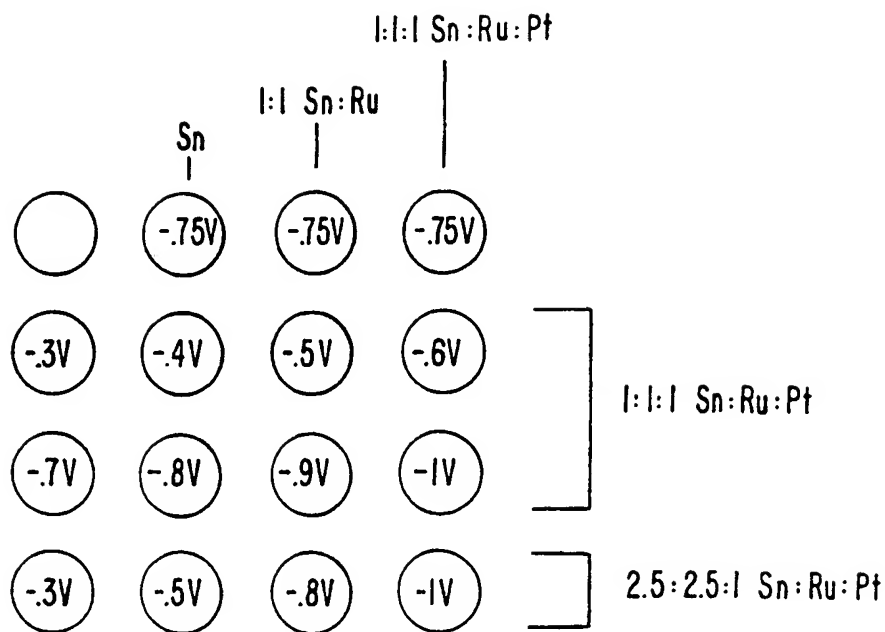 1:1:1 Sn:Ru:Pt
1:1 Sn:Ru
Sn
-.75V -.75V -.75V
-.3V -.4V -.5V -.6V
1:1:1 Sn:Ru:Pt
-.7V -.8V -.9V -1V
-.3V -.5V -.8V -1V
2.5:2.5:1 Sn:Ru:Pt